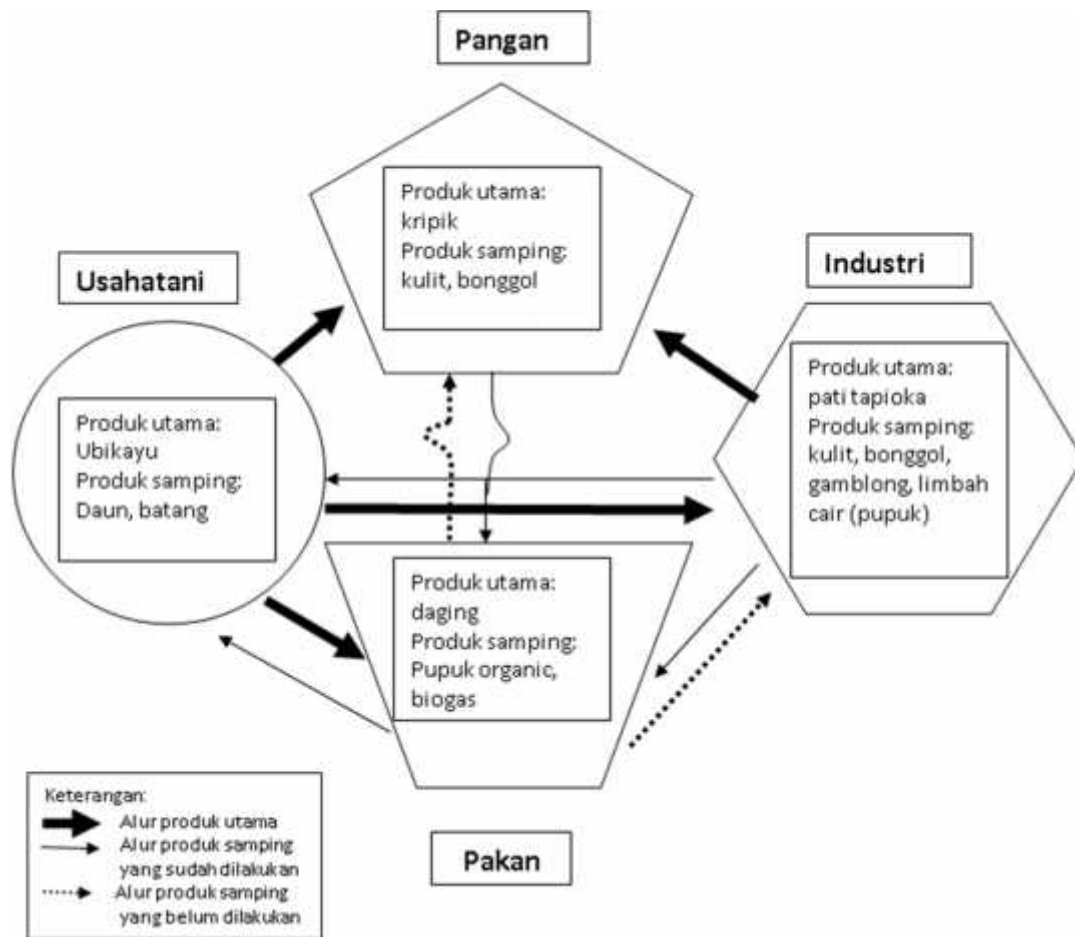 Pangan
Produk utama:
kripik
Produk samping:
kulit, bonggol
Usahatani
Industri
Produk utama:
Ubikayu
Produk samping:
Daun, batang
Produk utama:
pati tapioka
Produk samping:
kulit, bonggol,
gamblong, limbah
cair (pupuk)
Produk utama:
daging
Produk samping:
Pupuk organic,
biogas
Pakan
Keterangan:
Alur produk utama
Alur produk samping
yang sudah dilakukan
Alur produk samping
yang belum dilakukan